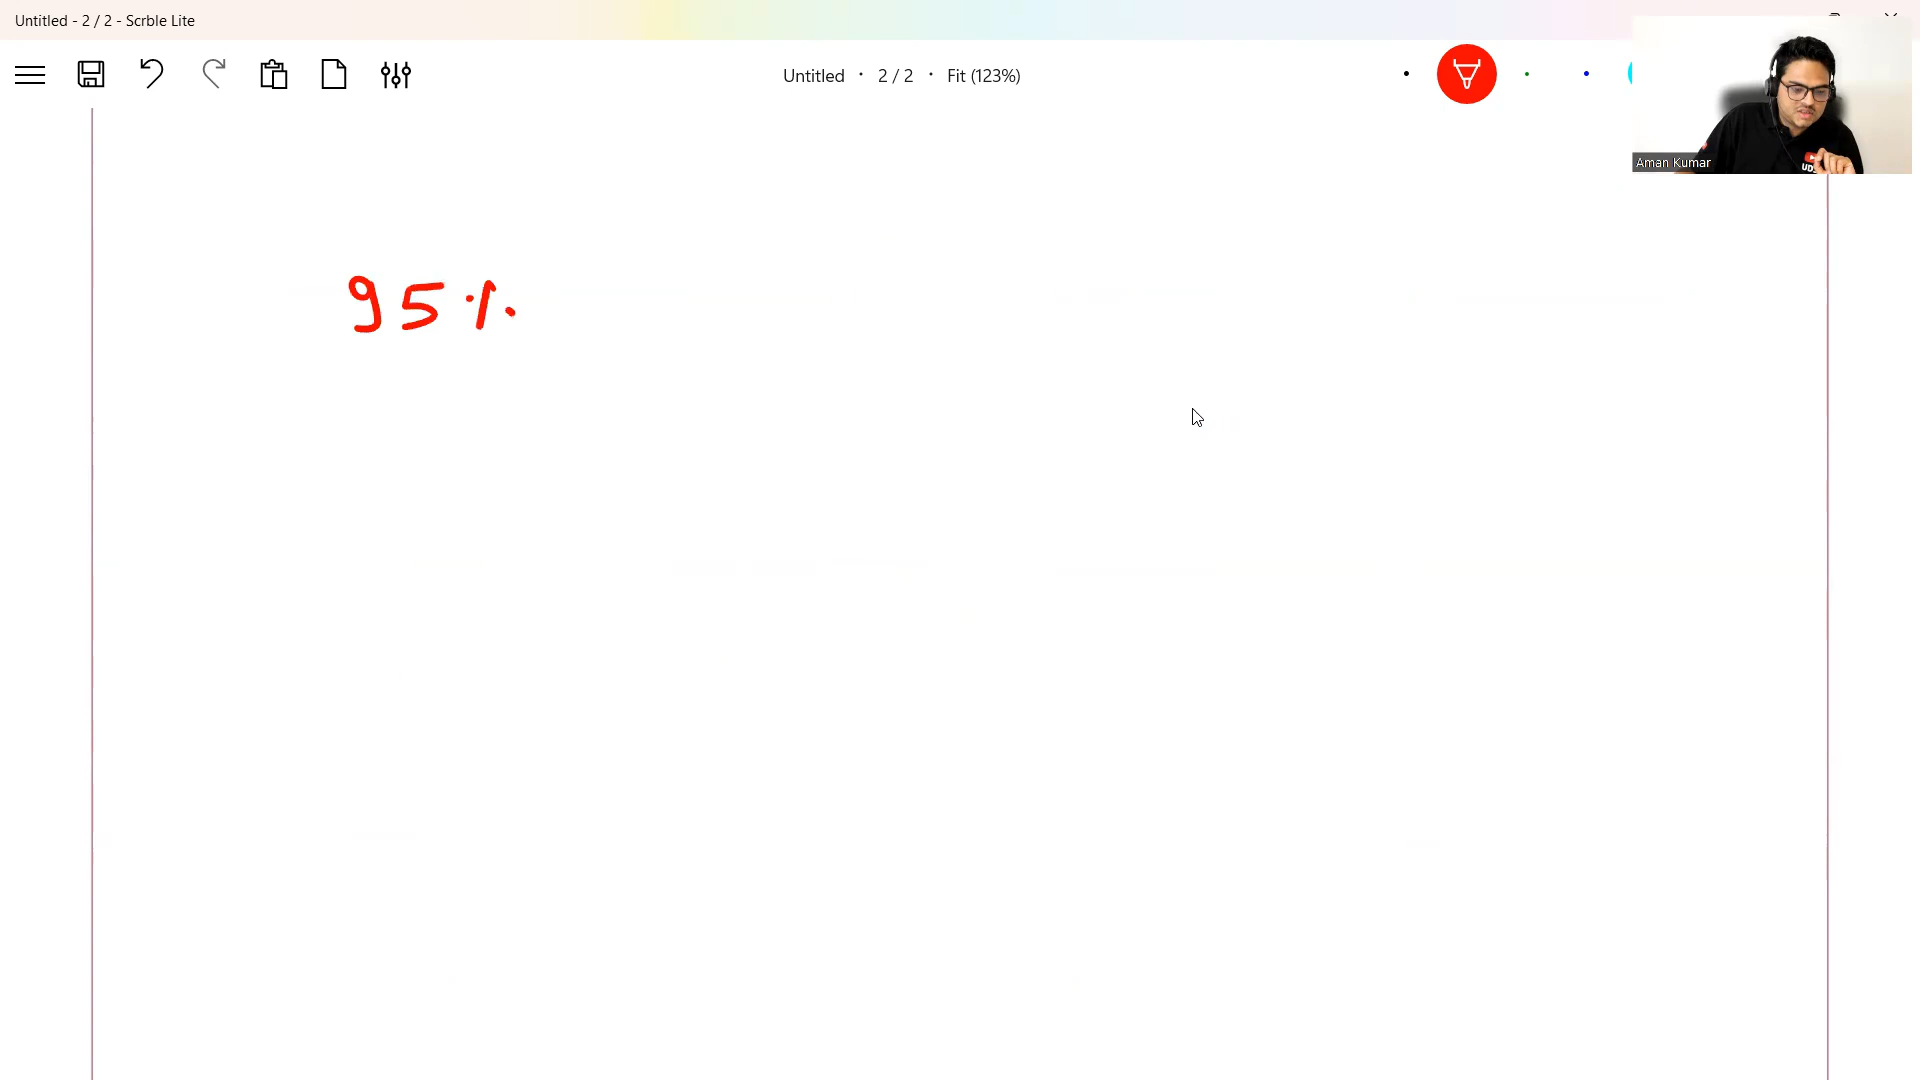 Untitled - 2 / 2 - Scrble Lite
Untitled · 2 / 2 · Fit (123%)
Aman Kumar
95%